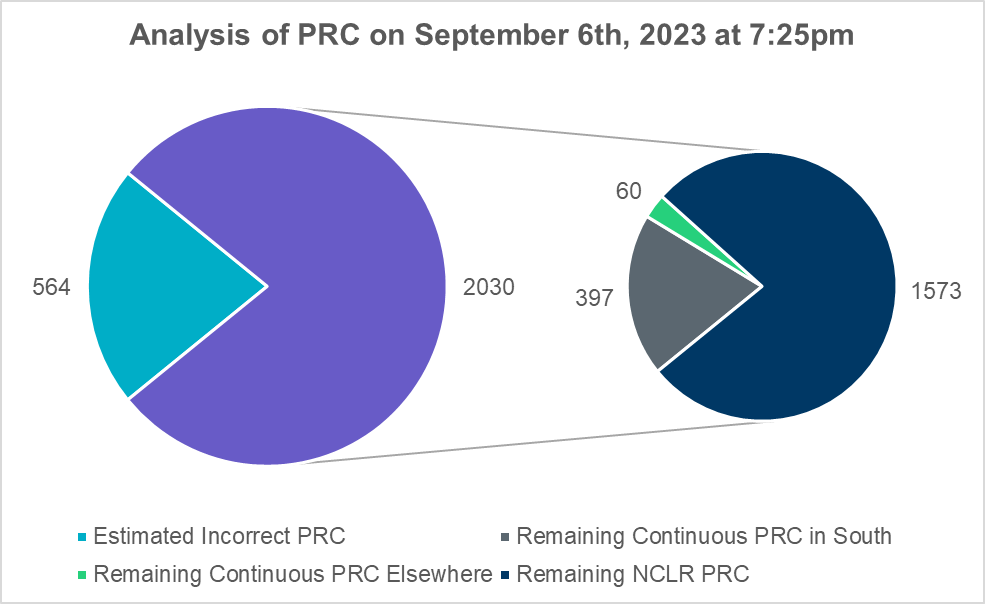 Analysis of PRC on September 6th, 2023 at 7:25pm
60
564
2030
397
1573
Estimated Incorrect PRC
Remaining Continuous PRC in South
Remaining Continuous PRC Elsewhere
Remaining NCLR PRC